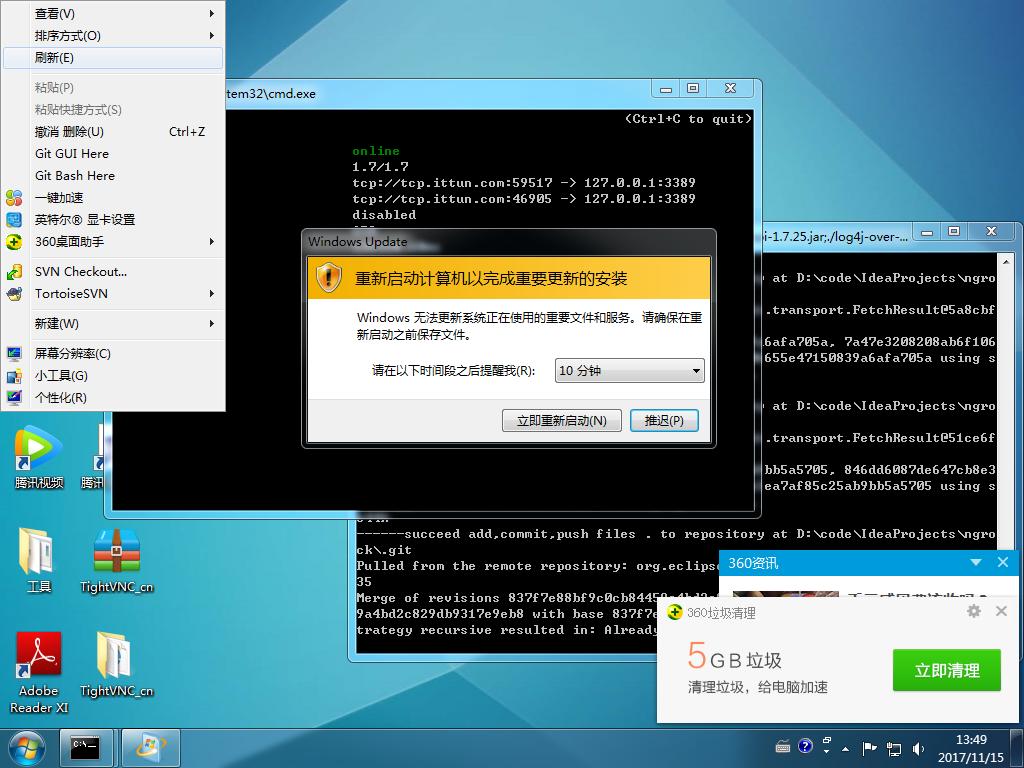 查看(V)
排序方式(O)
刷新(E)
粘贴(P)
粘贴快捷方式(S)
撤消 删除(U) Ctrl+Z
Git GUI Here
Git Bash Here
一键加速
英特尔® 显卡设置
360桌面助手
SVN Checkout...
TortoiseSVN
新建(W)
屏幕分辨率(C)
小工具(G)
个性化(R)
tem32\cmd.exe
(Ctrl+C to quit)
online
1.7/1.7
tcp://tcp.ittun.com:59517 -> 127.0.0.1:3389
tcp://tcp.ittun.com:46905 -> 127.0.0.1:3389
disabled
Windows Update
重新启动计算机以完成重要更新的安装
Windows 无法更新系统正在使用的重要文件和服务。请确保在重
新启动之前保存文件。
请在以下时间段之后提醒我(R):
10 分钟
立即重新启动(N)
推迟(P)
i-1.7.25.jar;./log4j-over-...
at D:\code\IdeaProjects\ngro
.transport.FetchResult@5a8cbf
6afa705a, 7a47e3208208ab6f106
655e47150839a6afa705a using s
at D:\code\IdeaProjects\ngro
.transport.FetchResult@51ce6f
bb5a5705, 846dd6087de647cb8e3
ea7af85c25ab9bb5a5705 using s
------succeed add,commit,push files . to repository at D:\code\IdeaProjects\ngro
ck\.git
Pulled from the remote repository: org.eclips
35
Merge of revisions 837f7e88bf9c0cb84458a4bd2
9a4bd2c829db9317e9eb8 with base 837f7e
trategy recursive resulted in: Already
腾讯视频
腾讯
工具
TightVNC_cn
Adobe
Reader XI
TightVNC_cn
360资讯
360垃圾清理
5GB垃圾
清理垃圾，给电脑加速
立即清理
C:\.
13:49
2017/11/15